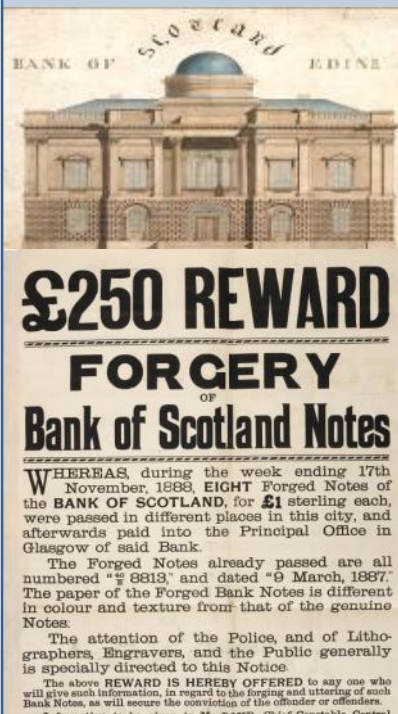 BANK OF Scotland EDINB
£250 REWARD
FORGERY
OF
Bank of Scotland Notes
WHEREAS, during the week ending 17th
November, 1888, EIGHT Forged Notes of
the BANK OF SCOTLAND, for £1 sterling each,
were passed in different places in this city, and
afterwards paid into the Principal Office in
Glasgow of said Bank.
The Forged Notes already passed are all
numbered "40/E 8813," and dated "9 March, 1887."
The paper of the Forged Bank Notes is different
in colour and texture from that of the genuine
Notes.
The attention of the Police, and of Litho-
graphers, Engravers, and the Public generally
is specially directed to this Notice.
The above REWARD IS HEREBY OFFERED to any one who
will give such information, in regard to the forging and uttering of such
Bank Notes, as will secure the conviction of the offender or offenders.